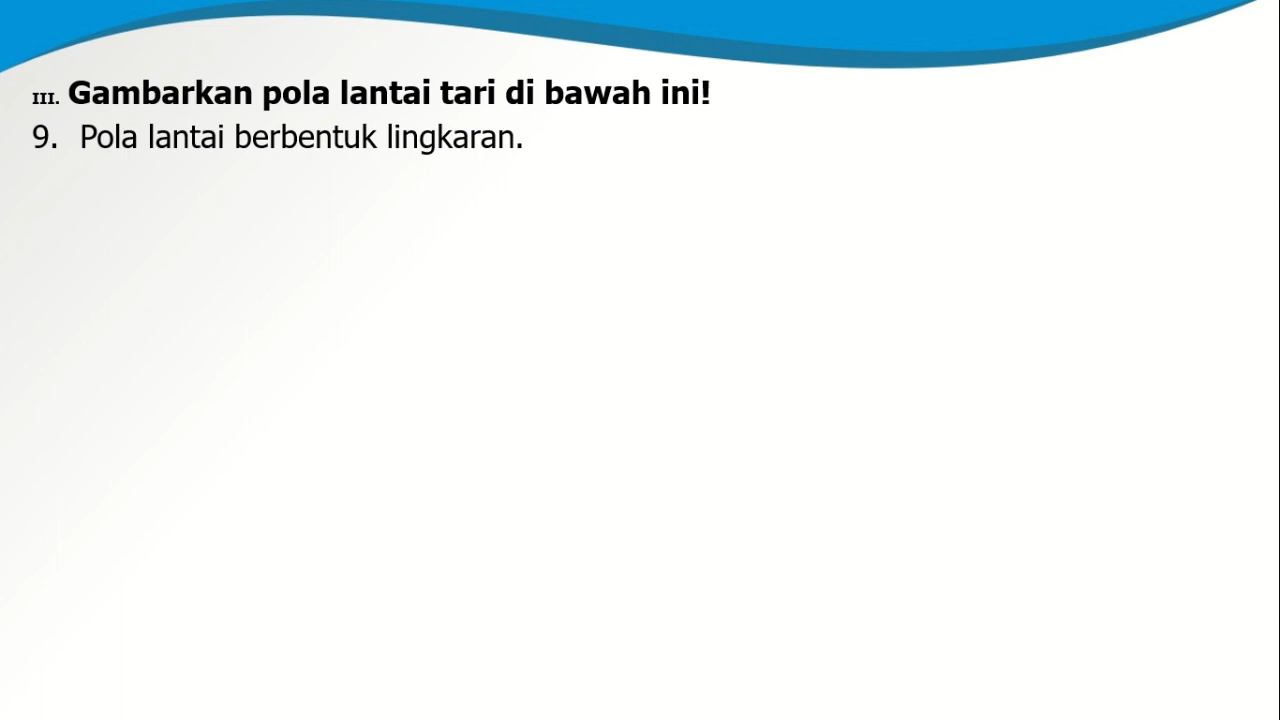 III. Gambarkan pola lantai tari di bawah ini!
9. Pola lantai berbentuk lingkaran.